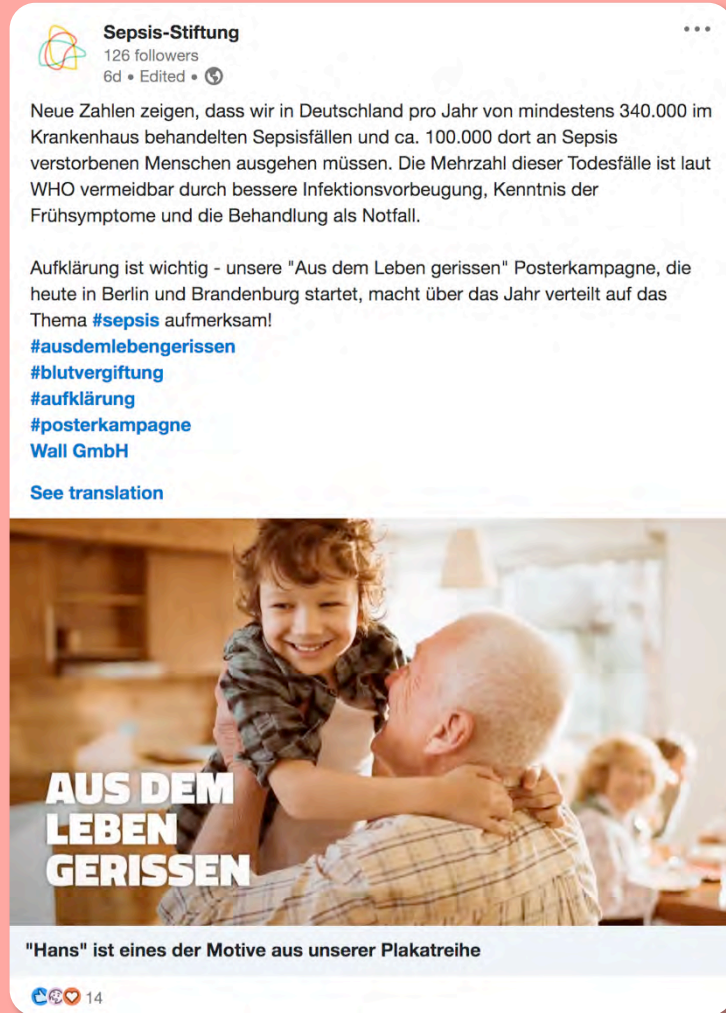 Sepsis-Stiftung
126 followers
6d • Edited •
Neue Zahlen zeigen, dass wir in Deutschland pro Jahr von mindestens 340.000 im
Krankenhaus behandelten Sepsisfällen und ca. 100.000 dort an Sepsis
verstorbenen Menschen ausgehen müssen. Die Mehrzahl dieser Todesfälle ist laut
WHO vermeidbar durch bessere Infektionsvorbeugung, Kenntnis der
Frühsymptome und die Behandlung als Notfall.
Aufklärung ist wichtig - unsere "Aus dem Leben gerissen" Posterkampagne, die
heute in Berlin und Brandenburg startet, macht über das Jahr verteilt auf das
Thema #sepsis aufmerksam!
#ausdemlebengerissen
#blutvergiftung
#aufklärung
#posterkampagne
Wall GmbH
See translation
AUS DEM
LEBEN
GERISSEN
"Hans" ist eines der Motive aus unserer Plakatreihe
14